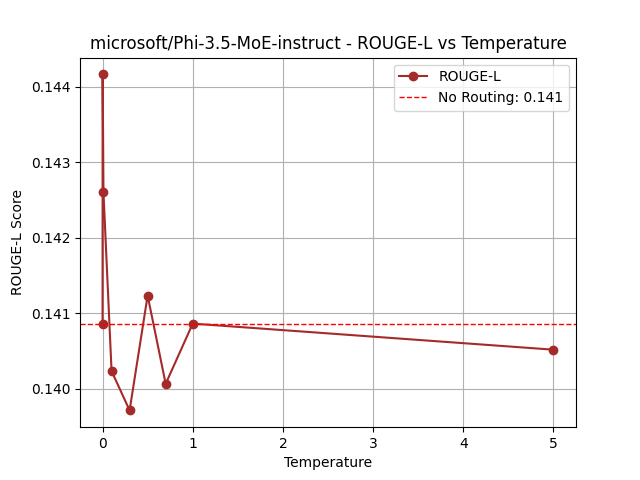 microsoft/Phi-3.5-MoE-instruct - ROUGE-L vs Temperature
ROUGE-L
No Routing: 0.141
0.144
0.143
0.142
0.141
0.140
ROUGE-L Score
0 1 2 3 4 5
Temperature